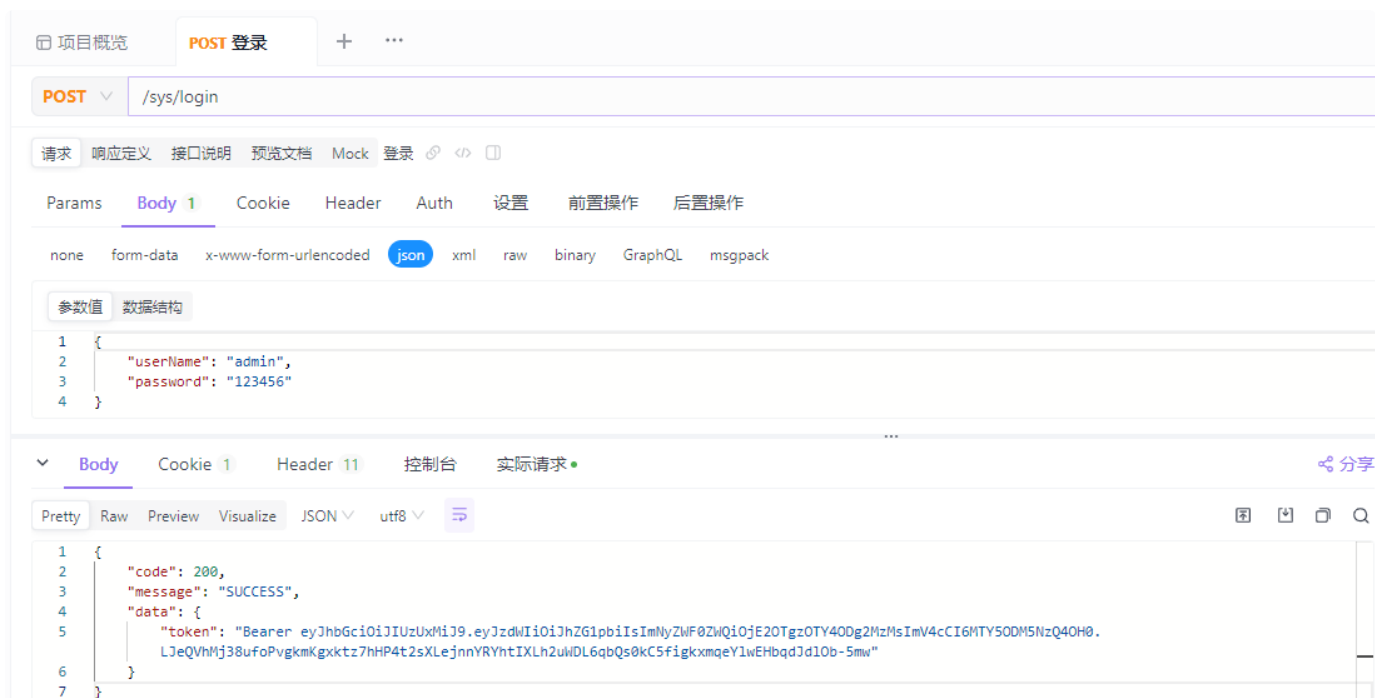 项目概览 POST 登录
POST /sys/login
请求 响应定义 接口说明 预览文档 Mock 登录
Params Body 1 Cookie Header Auth 设置 前置操作 后置操作
none form-data x-www-form-urlencoded json xml raw binary GraphQL msgpack
参数值 数据结构
1 {
2 "userName": "admin",
3 "password": "123456"
4 }
Body Cookie 1 Header 11 控制台 实际请求 分享
Pretty Raw Preview Visualize JSON utf8
1 {
2 "code": 200,
3 "message": "SUCCESS",
4 "data": {
5 "token": "Bearer eyJhbGciOiJIUzUxMiJ9.eyJzdWIiOiJhZG1pbiIsImNyZWF0ZWQiOjE2OTgzOTY4ODg2MzMsImV4cCI6MTY5ODM5NzQ4OH0.
LJeQVhMj38ufoPvgkmKgxktz7hHP4t2sXLejnnYRYhtIXLh2uWDL6qbQs0kC5figkxmqeYlwEHbqdJdlOb-5mw"
6 }
7 }